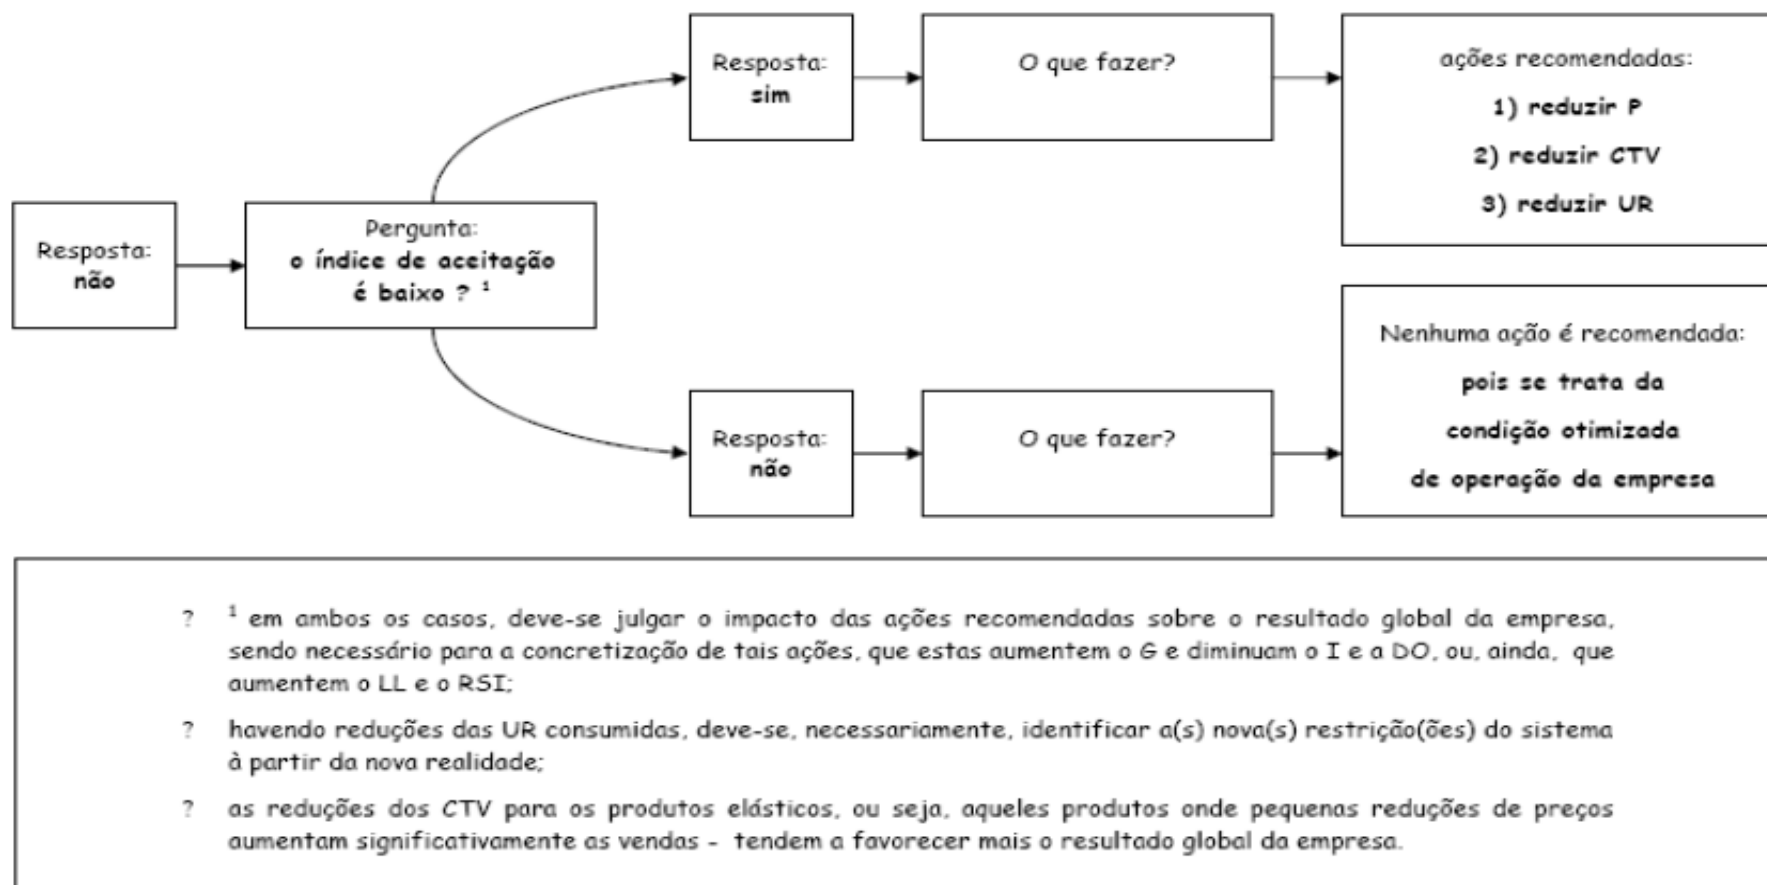 Resposta:
não
Pergunta:
o índice de aceitação
é baixo ? ¹
Resposta:
sim
O que fazer?
ações recomendadas:
1) reduzir P
2) reduzir CTV
3) reduzir UR
Resposta:
não
O que fazer?
Nenhuma ação é recomendada:
pois se trata da
condição otimizada
de operação da empresa
? ¹ em ambos os casos, deve-se julgar o impacto das ações recomendadas sobre o resultado global da empresa,
sendo necessário para a concretização de tais ações, que estas aumentem o G e diminuam o I e a DO, ou, ainda, que
aumentem o LL e o RSI;
? havendo reduções das UR consumidas, deve-se, necessariamente, identificar a(s) nova(s) restrição(ões) do sistema
à partir da nova realidade;
? as reduções dos CTV para os produtos elásticos, ou seja, aqueles produtos onde pequenas reduções de preços
aumentam significativamente as vendas - tendem a favorecer mais o resultado global da empresa.